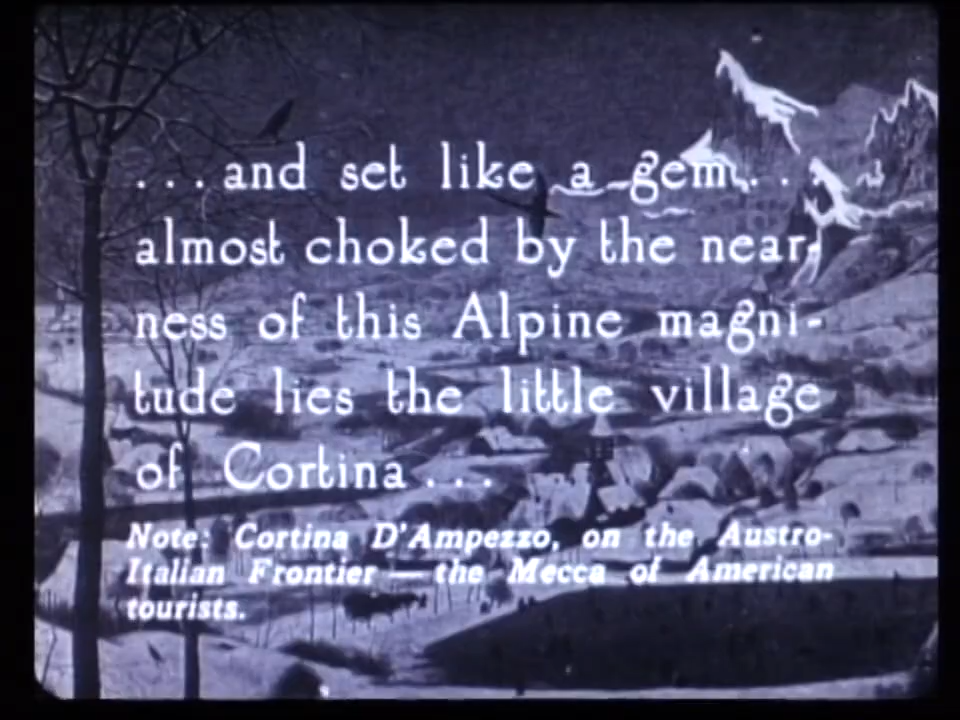 ...and set like a gem...
almost choked by the near-
ness of this Alpine magni-
tude lies the little village
of Cortina...
Note: Cortina D'Ampezzo, on the Austro-
Italian Frontier — the Mecca of American
tourists.